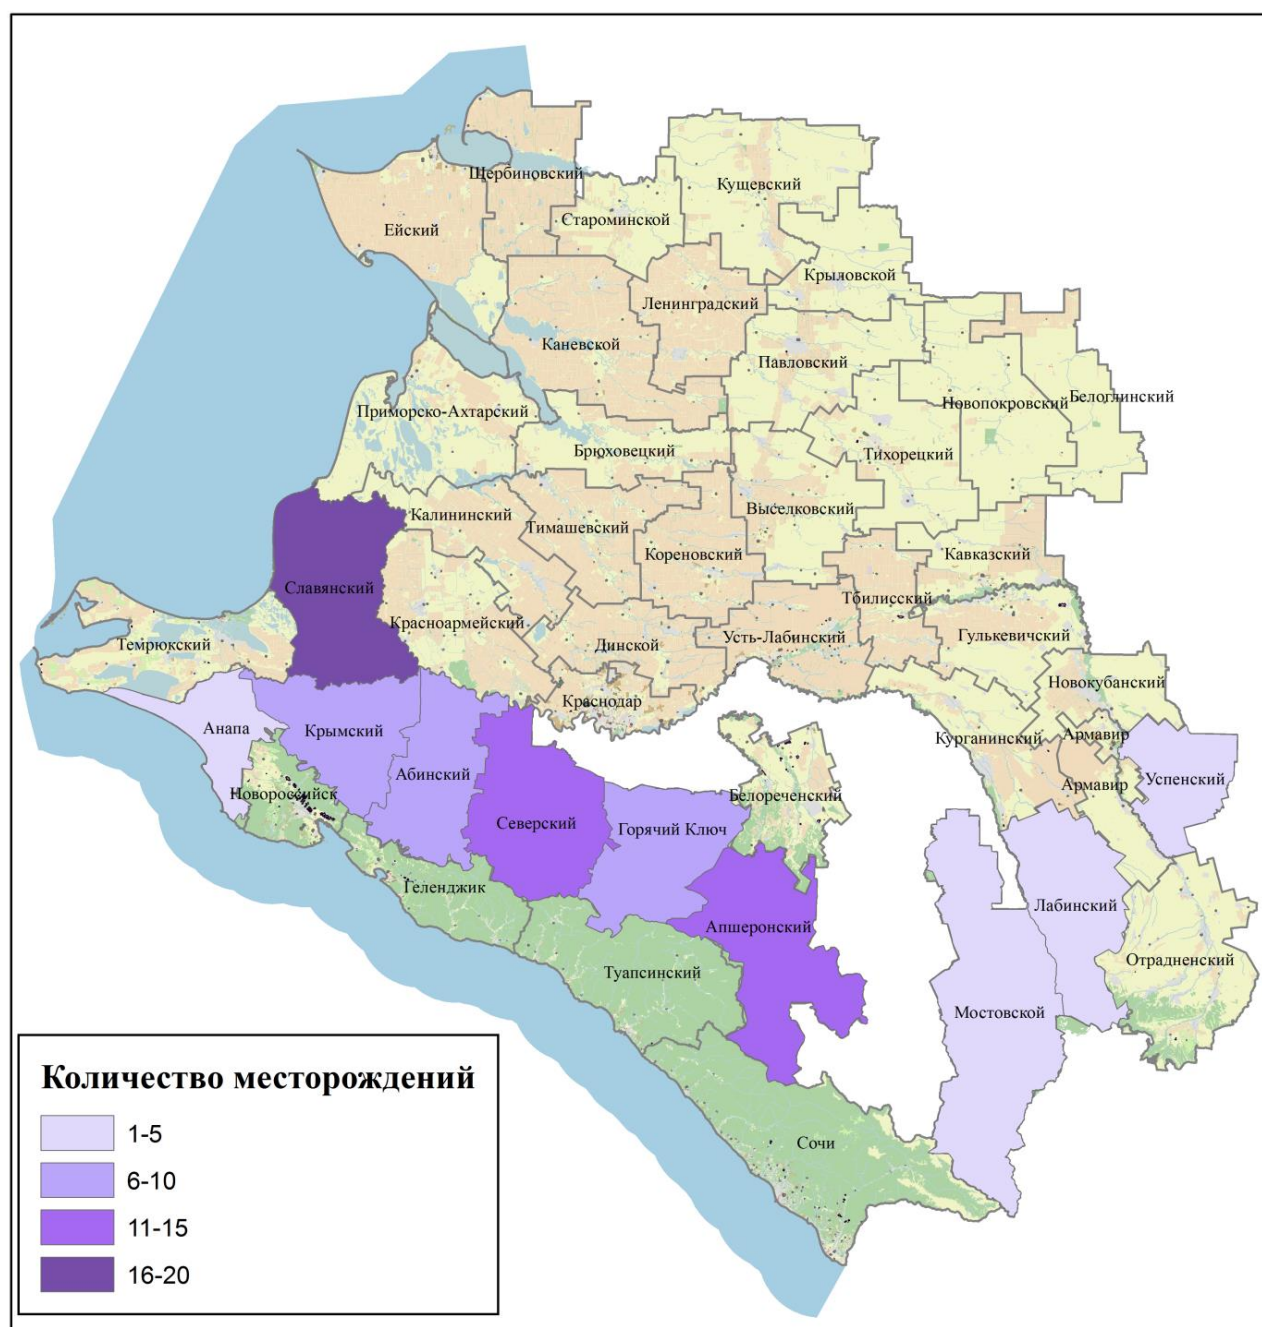 Щербиновский
Кущевский
Староминской
Ейский
Крыловской
Ленинградский
Каневской
Павловский
Белоглинский
Новопокровский
Приморско-Ахтарский
Тихорецкий
Брюховецкий
Выселковский
Калининский
Тимашевский
Кореновский
Кавказский
Славянский
Тбилисский
Красноармейский
Усть-Лабинский
Гулькевичский
Темрюкский
Динской
Новокубанский
Краснодар
Анапа
Крымский
Армавир
Курганинский
Абинский
Успенский
Армавир
Новороссийск
Белореченский
Северский
Горячий Ключ
Геленджик
Лабинский
Апшеронский
Отрадненский
Туапсинский
Мостовской
Сочи
Количество месторождений
1-5
6-10
11-15
16-20